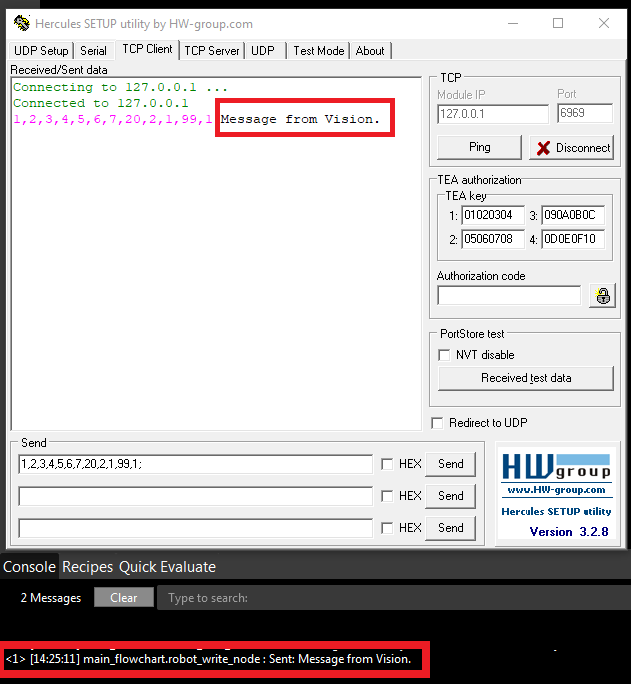 Hercules SETUP utility by HW-group.com
UDP Setup Serial TCP Client TCP Server UDP Test Mode About
Received/Sent data
Connecting to 127.0.0.1 ...
Connected to 127.0.0.1
1,2,3,4,5,6,7,20,2,1,99,1 Message from Vision.
TCP
Module IP Port
127.0.0.1 6969
Ping Disconnect
TEA authorization
TEA key
1: 01020304 3: 090A0B0C
2: 05060708 4: 0D0E0F10
Authorization code
PortStore test
NVT disable
Received test data
Redirect to UDP
Send
1,2,3,4,5,6,7,20,2,1,99,1; HEX Send
HEX Send
HEX Send
HW group
www.HW-group.com
Hercules SETUP utility
Version 3.2.8
Console Recipes Quick Evaluate
2 Messages Clear Type to search:
<1> [14:25:11] main_flowchart.robot_write_node : Sent: Message from Vision.